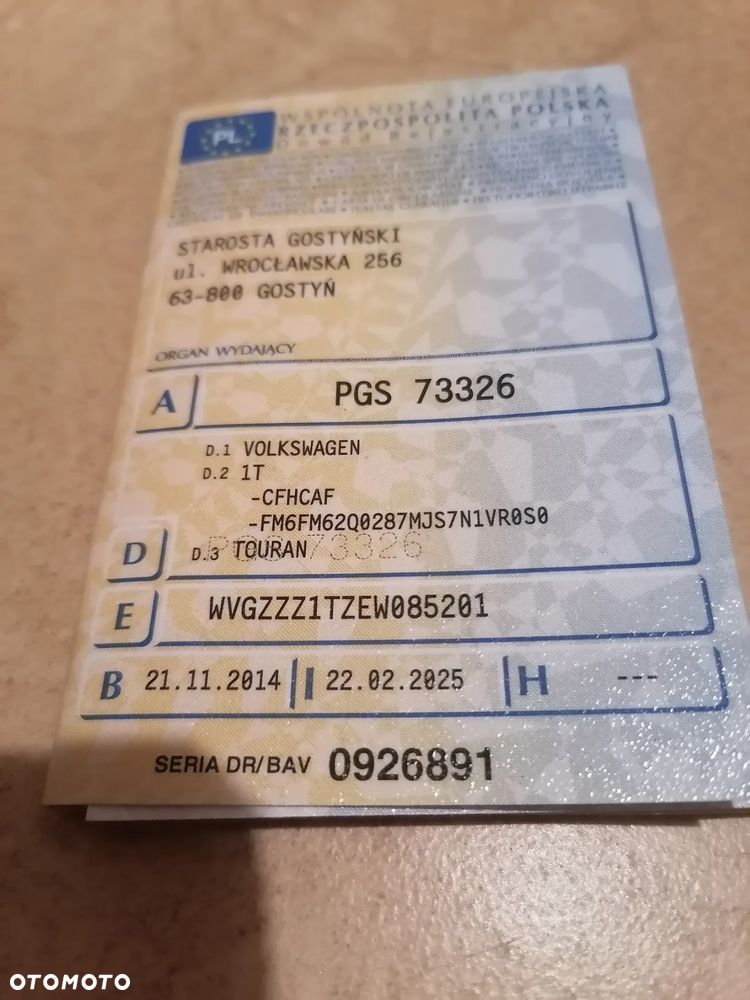 PL
WSPÓLNOTA EUROPEJSKA
RZECZPOSPOLITA POLSKA
Dowód Rejestracyjny
STAROSTA GOSTYŃSKI
ul. WROCŁAWSKA 256
63-800 GOSTYŃ
ORGAN WYDAJĄCY
A PGS 73326
D.1 VOLKSWAGEN
D.2 1T
-CFHCAF
-FM6FM62Q0287MJS7N1VR0S0
D D.3 TOURAN
PGS 73326
E WVGZZZ1TZEW085201
B 21.11.2014 I 22.02.2025 H ---
SERIA DR/BAV 0926891
OTOMOTO